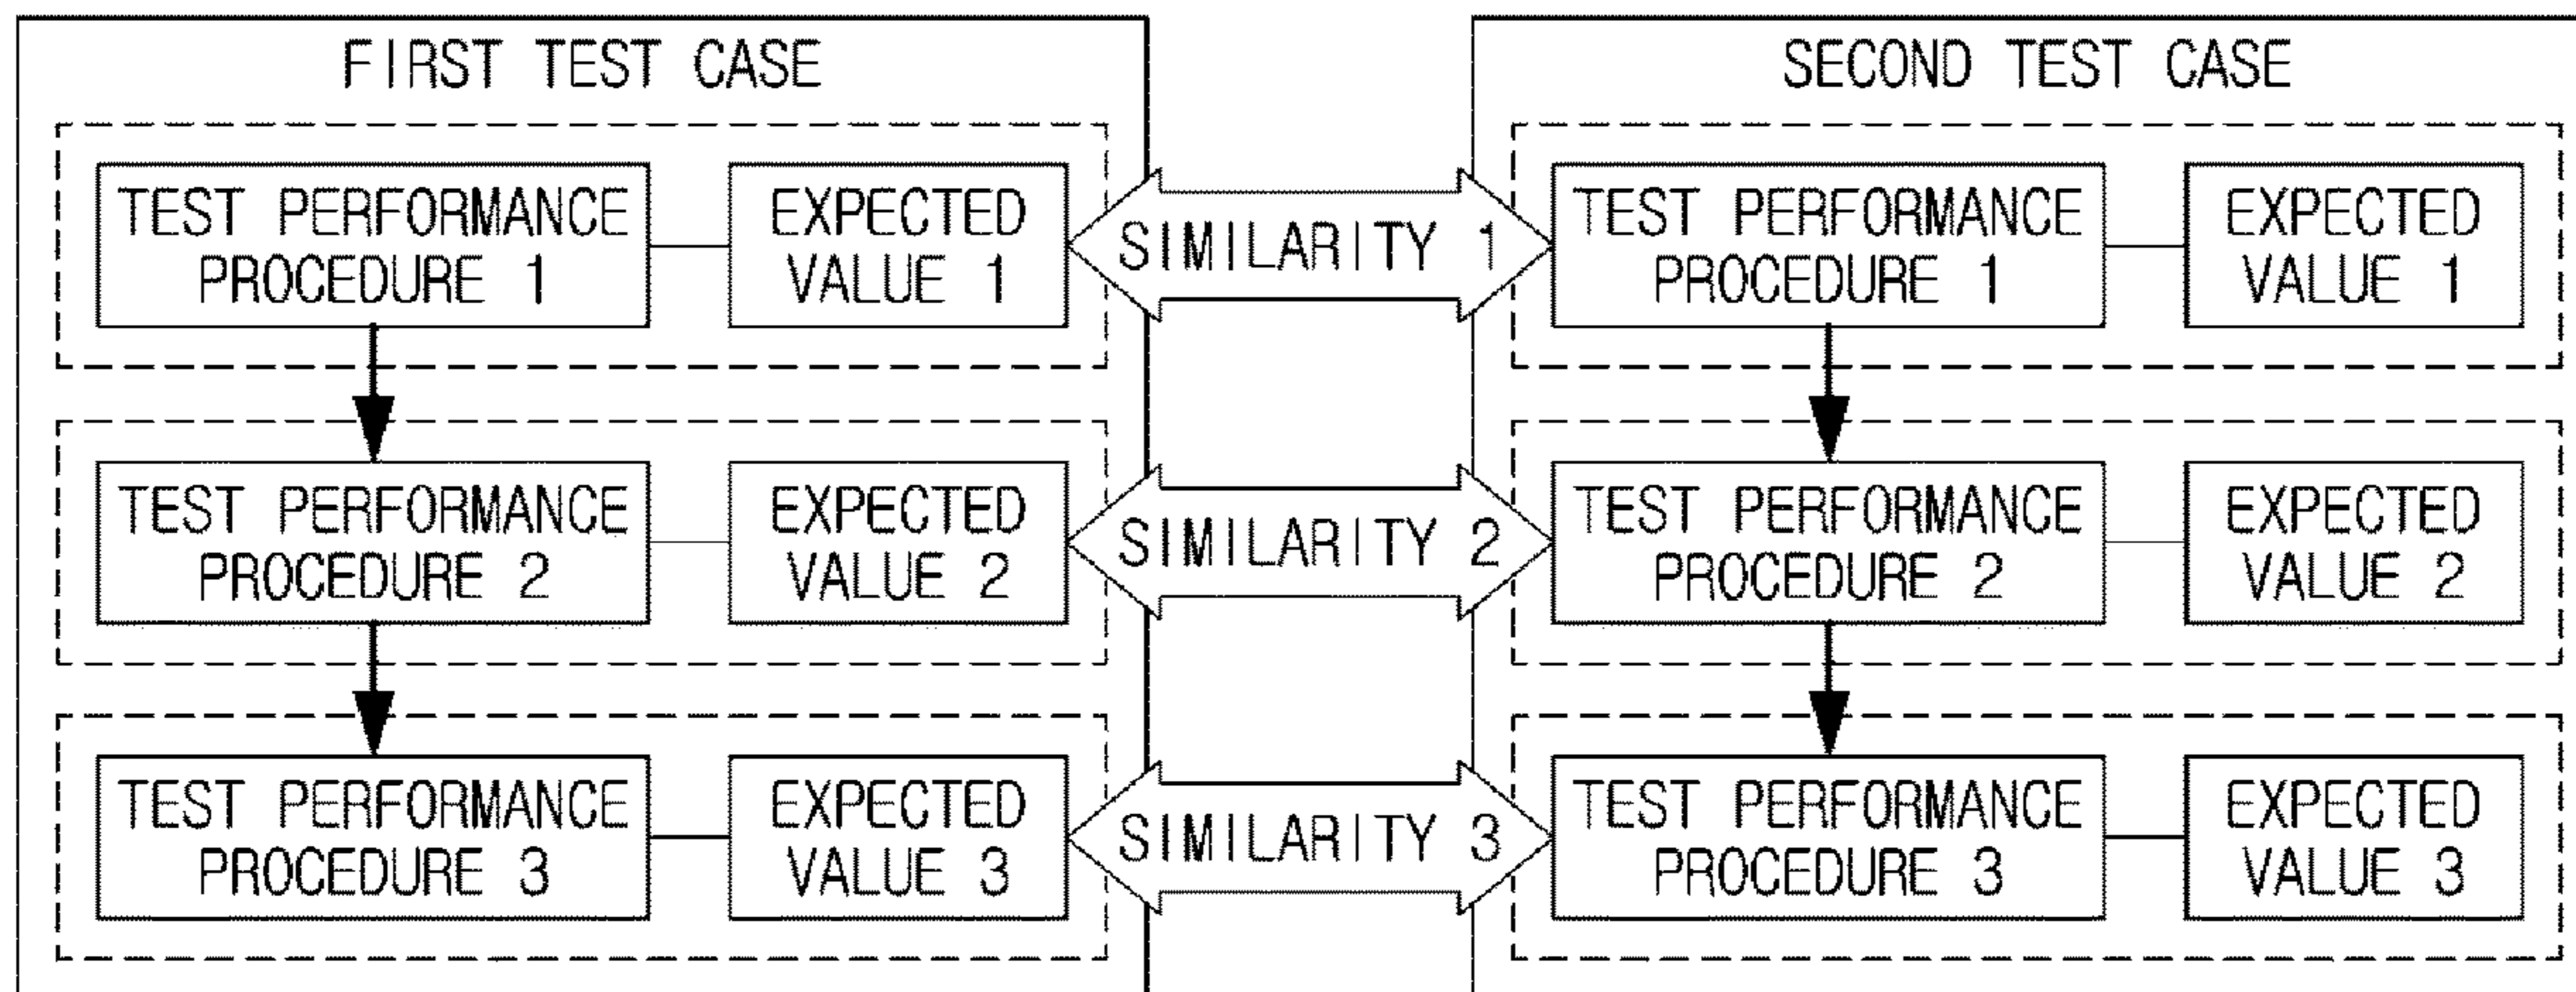 FIRST TEST CASE
TEST PERFORMANCE
PROCEDURE 1
EXPECTED
VALUE 1
TEST PERFORMANCE
PROCEDURE 2
EXPECTED
VALUE 2
TEST PERFORMANCE
PROCEDURE 3
EXPECTED
VALUE 3
SIMILARITY 1
SIMILARITY 2
SIMILARITY 3
SECOND TEST CASE
TEST PERFORMANCE
PROCEDURE 1
EXPECTED
VALUE 1
TEST PERFORMANCE
PROCEDURE 2
EXPECTED
VALUE 2
TEST PERFORMANCE
PROCEDURE 3
EXPECTED
VALUE 3